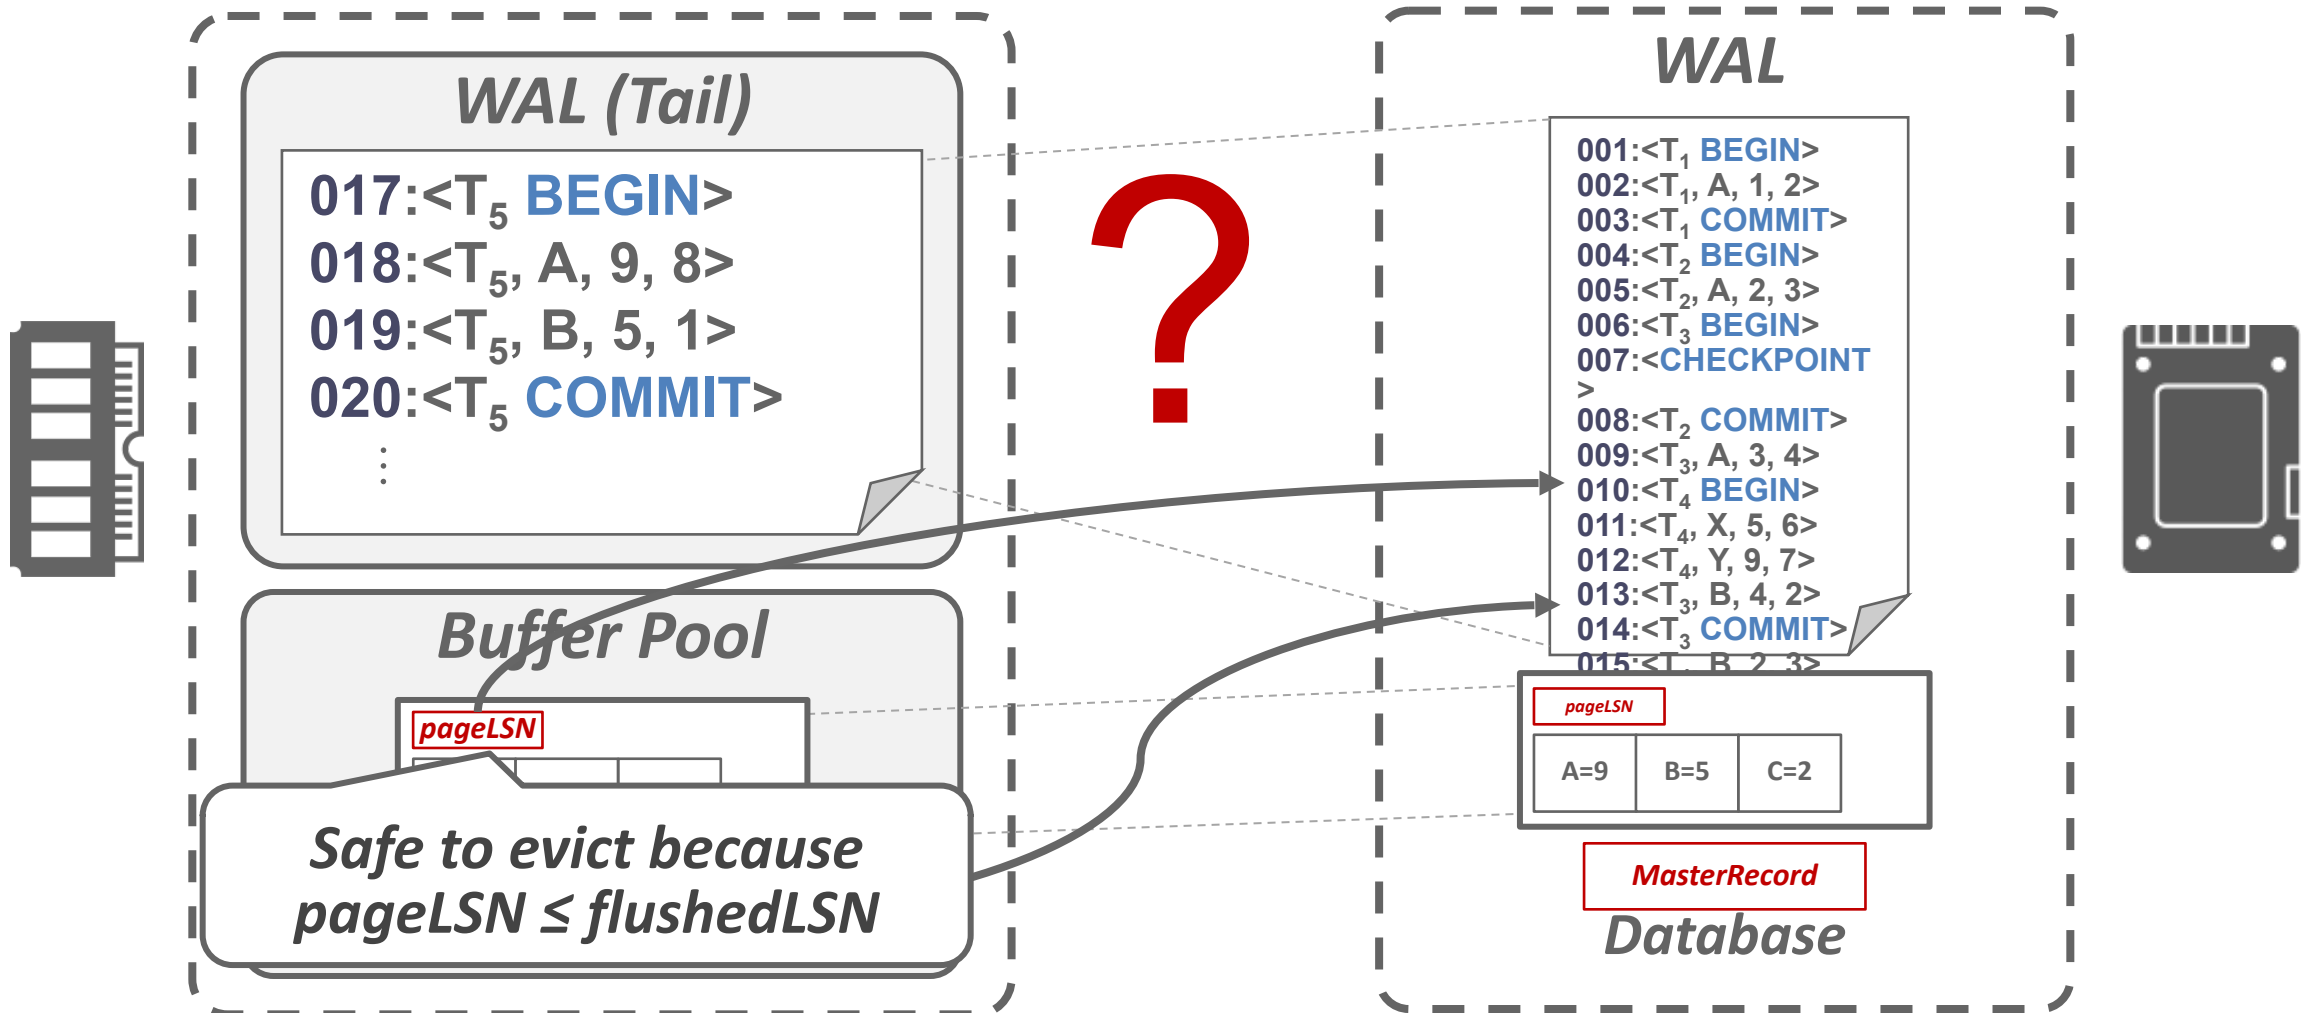 WAL (Tail)
017:<T5 BEGIN>
018:<T5, A, 9, 8>
019:<T5, B, 5, 1>
020:<T5 COMMIT>
⋮
Buffer Pool
pageLSN
Safe to evict because
pageLSN ≤ flushedLSN
?
WAL
001:<T1 BEGIN>
002:<T1, A, 1, 2>
003:<T1 COMMIT>
004:<T2 BEGIN>
005:<T2, A, 2, 3>
006:<T3 BEGIN>
007:<CHECKPOINT
>
008:<T2 COMMIT>
009:<T3, A, 3, 4>
010:<T4 BEGIN>
011:<T4, X, 5, 6>
012:<T4, Y, 9, 7>
013:<T3, B, 4, 2>
014:<T3 COMMIT>
015:<T, B, 2, 3>
pageLSN
A=9 B=5 C=2
MasterRecord
Database